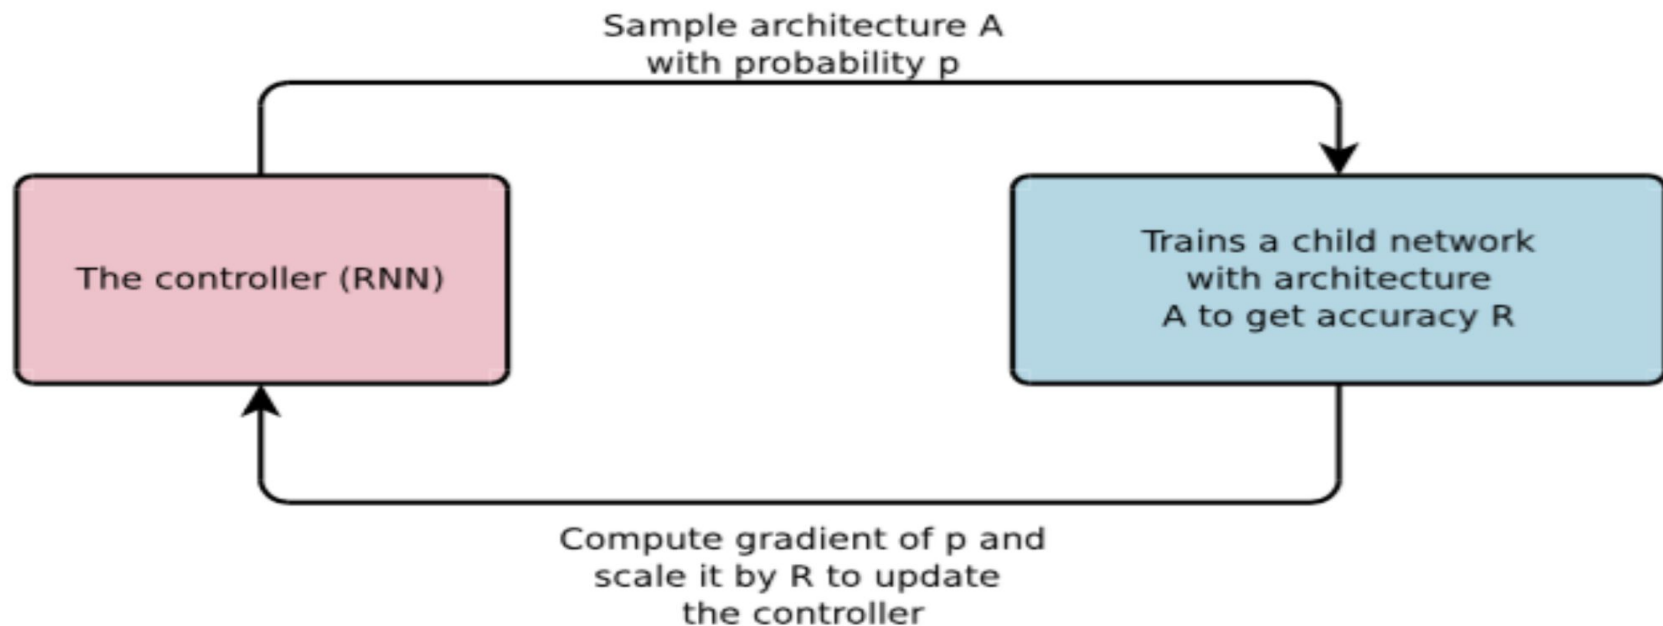 Sample architecture A
with probability p
The controller (RNN)
Trains a child network
with architecture
A to get accuracy R
Compute gradient of p and
scale it by R to update
the controller